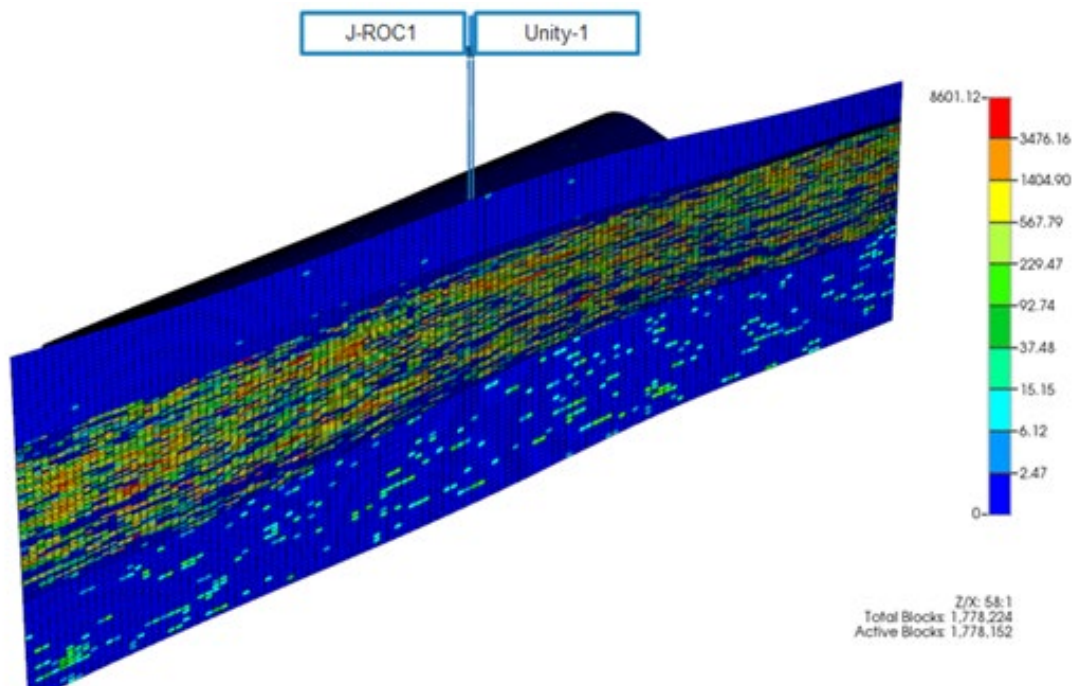 J-ROC1
Unity-1
8601.12
3476.16
1404.90
567.79
229.47
92.74
37.48
15.15
6.12
2.47
0
Z/X: 58:1
Total Blocks: 1,778,224
Active Blocks: 1,778,152